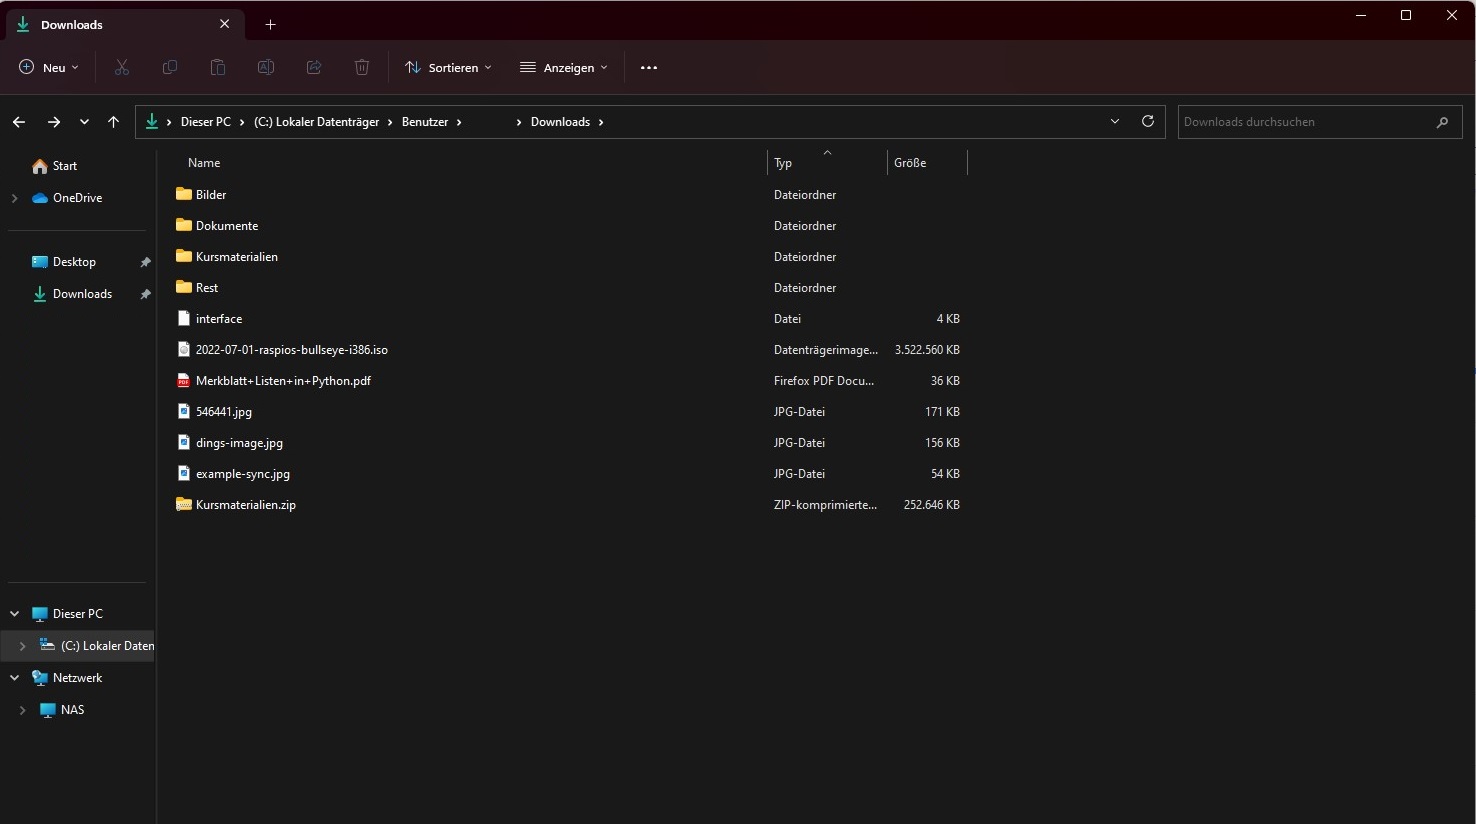 Downloads
Neu
Sortieren
Anzeigen
Dieser PC
(C:) Lokaler Datenträger
Benutzer
Downloads
Downloads durchsuchen
Start
OneDrive
Desktop
Downloads
Dieser PC
(C:) Lokaler Daten
Netzwerk
NAS
Name Typ Größe
Bilder Dateiordner
Dokumente Dateiordner
Kursmaterialien Dateiordner
Rest Dateiordner
interface Datei 4 KB
2022-07-01-raspios-bullseye-i386.iso Datenträgerimage... 3.522.560 KB
Merkblatt+Listen+in+Python.pdf Firefox PDF Docu... 36 KB
546441.jpg JPG-Datei 171 KB
dings-image.jpg JPG-Datei 156 KB
example-sync.jpg JPG-Datei 54 KB
Kursmaterialien.zip ZIP-komprimierte... 252.646 KB